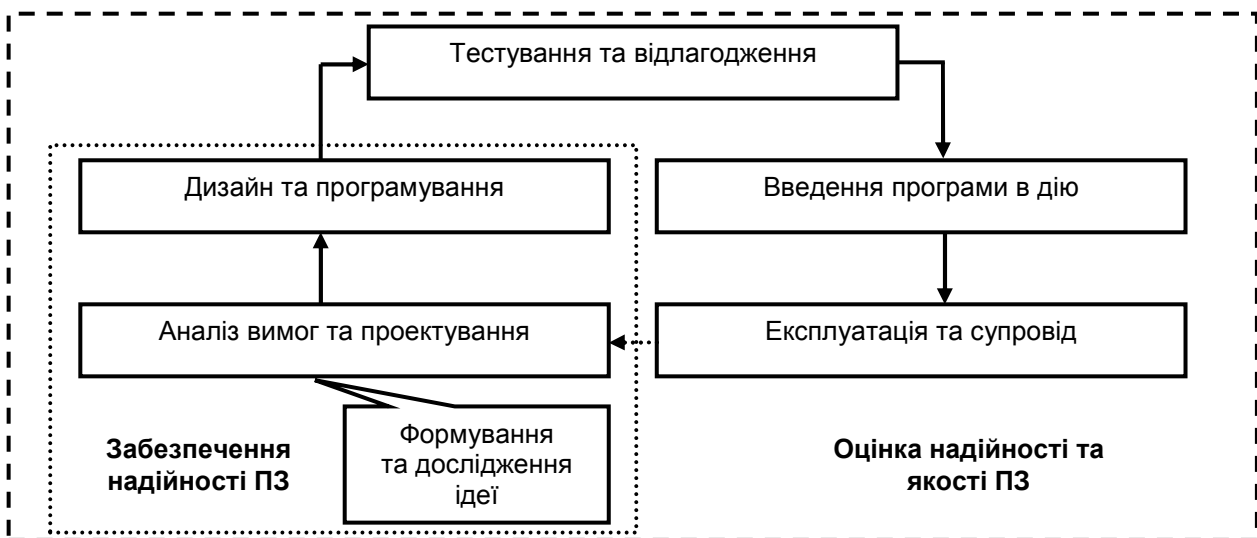 Тестування та відлагодження
Дизайн та програмування
Введення програми в дію
Аналіз вимог та проектування
Експлуатація та супровід
Формування
та дослідження
ідеї
Забезпечення
надійності ПЗ
Оцінка надійності та
якості ПЗ